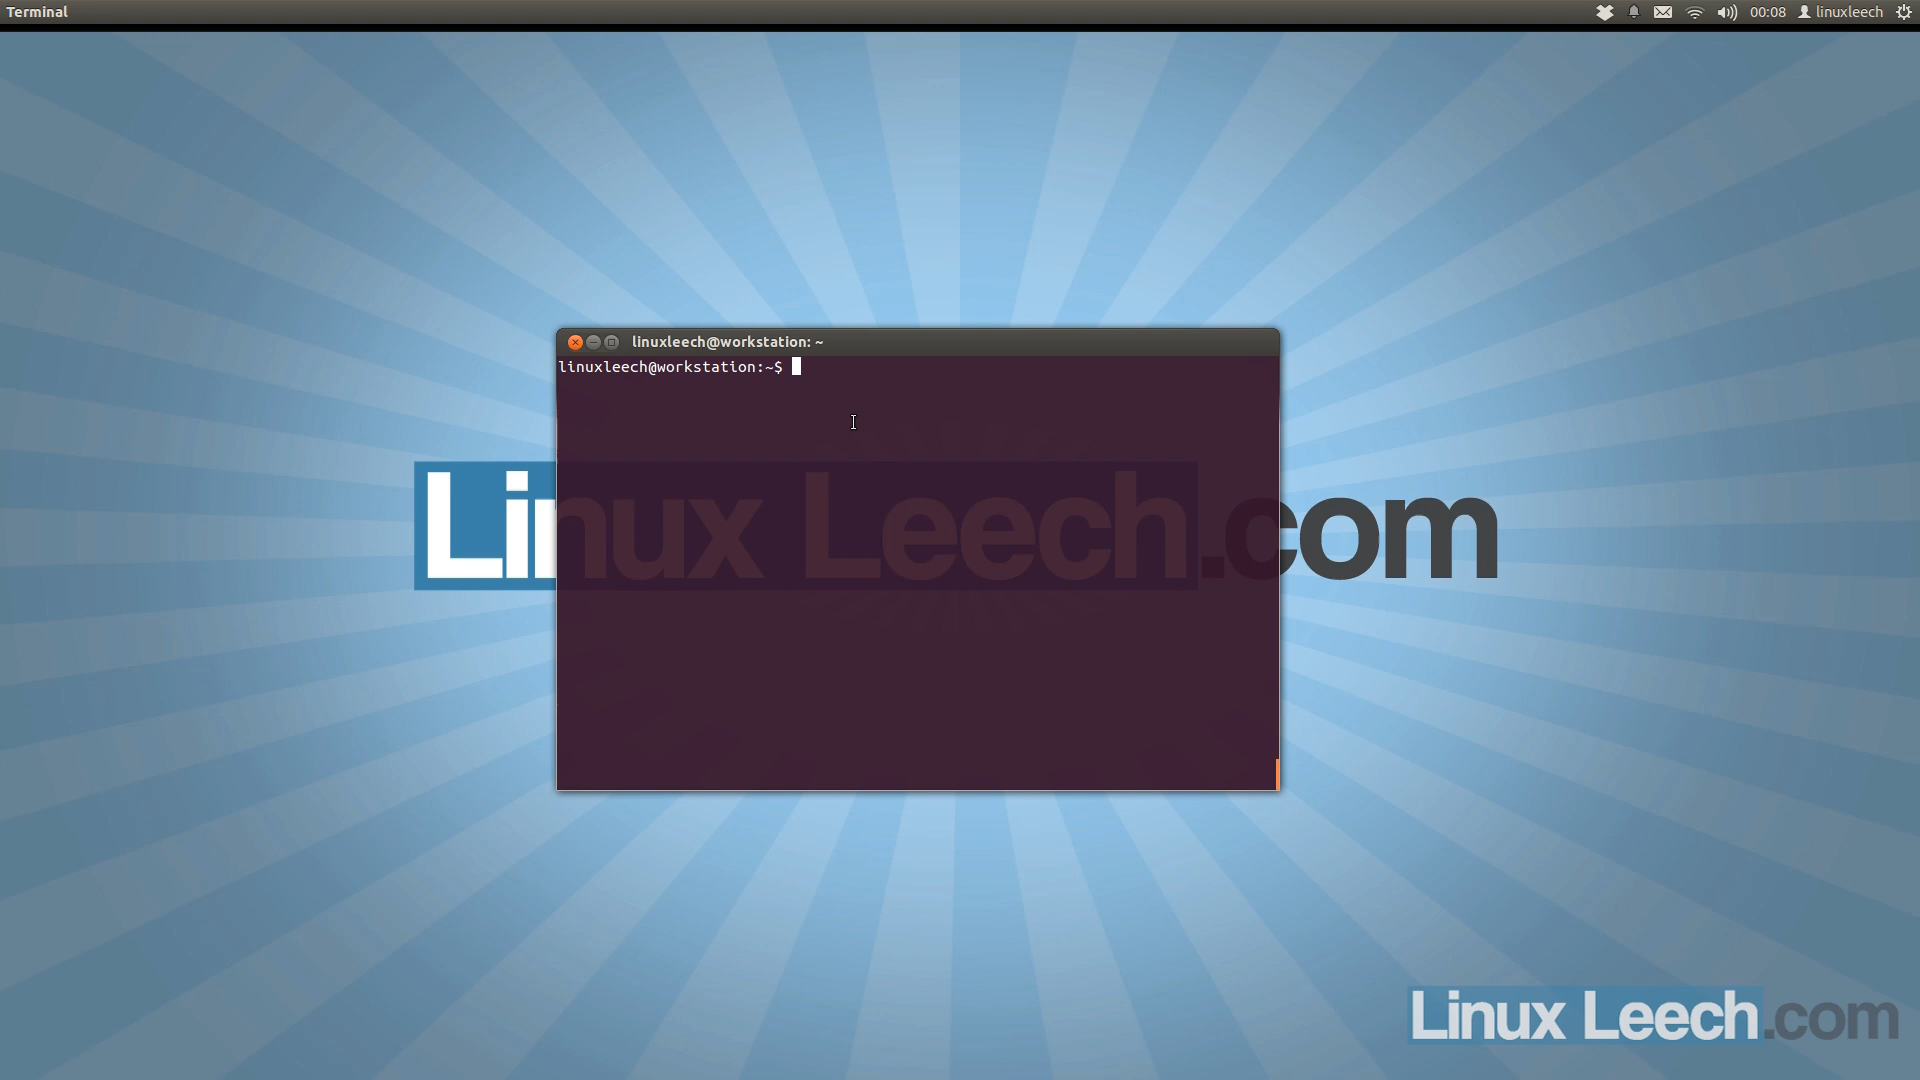 Terminal
00:08 linuxleech
linuxleech@workstation: ~
linuxleech@workstation:~$
Linux Leech.com
Linux Leech.com